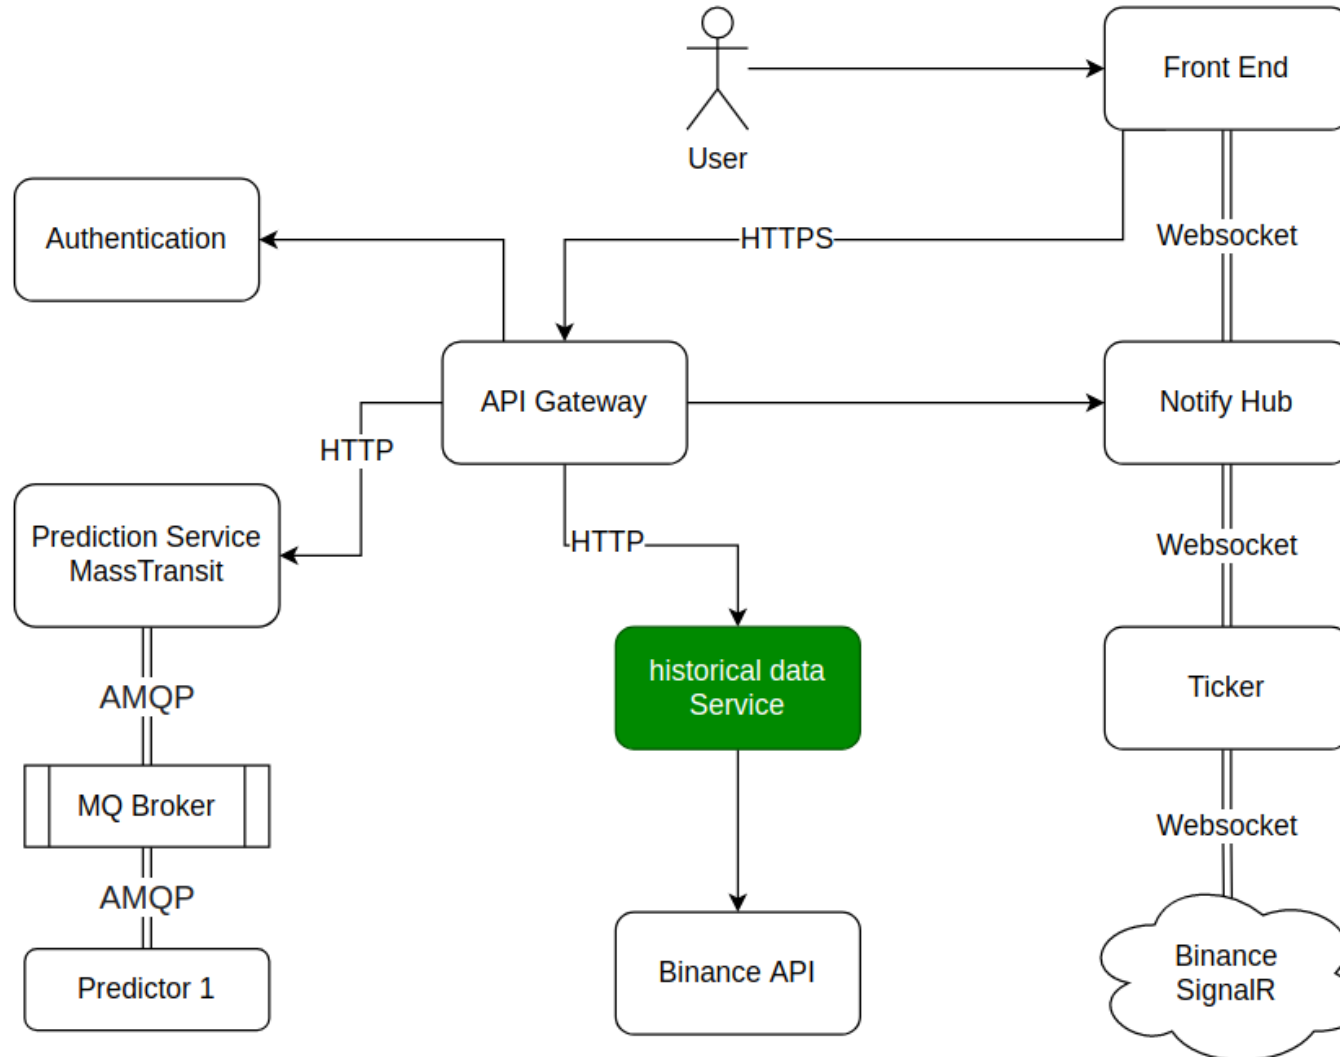 Front End
User
Authentication
HTTPS
Websocket
API Gateway
Notify Hub
HTTP
Prediction Service
MassTransit
HTTP
Websocket
historical data
Service
Ticker
AMQP
MQ Broker
Websocket
AMQP
Predictor 1
Binance API
Binance
SignalR